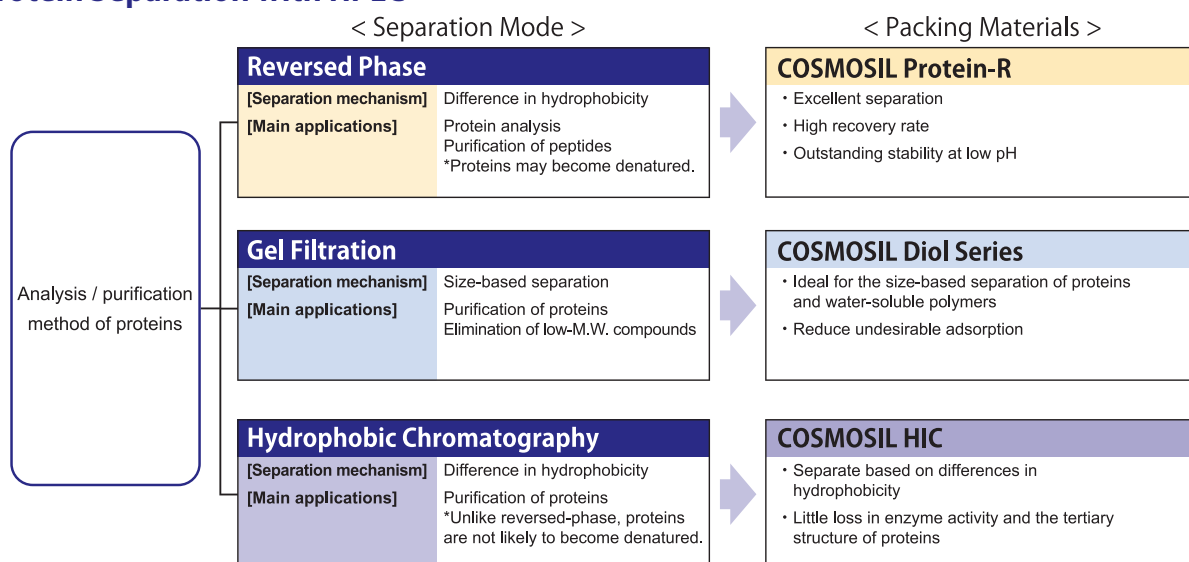 < Separation Mode >
< Packing Materials >
Analysis / purification
method of proteins
Reversed Phase
[Separation mechanism] Difference in hydrophobicity
[Main applications] Protein analysis
Purification of peptides
*Proteins may become denatured.
COSMOSIL Protein-R
・Excellent separation
・High recovery rate
・Outstanding stability at low pH
Gel Filtration
[Separation mechanism] Size-based separation
[Main applications] Purification of proteins
Elimination of low-M.W. compounds
COSMOSIL Diol Series
・Ideal for the size-based separation of proteins
and water-soluble polymers
・Reduce undesirable adsorption
Hydrophobic Chromatography
[Separation mechanism] Difference in hydrophobicity
[Main applications] Purification of proteins
*Unlike reversed-phase, proteins
are not likely to become denatured.
COSMOSIL HIC
・Separate based on differences in
hydrophobicity
・Little loss in enzyme activity and the tertiary
structure of proteins